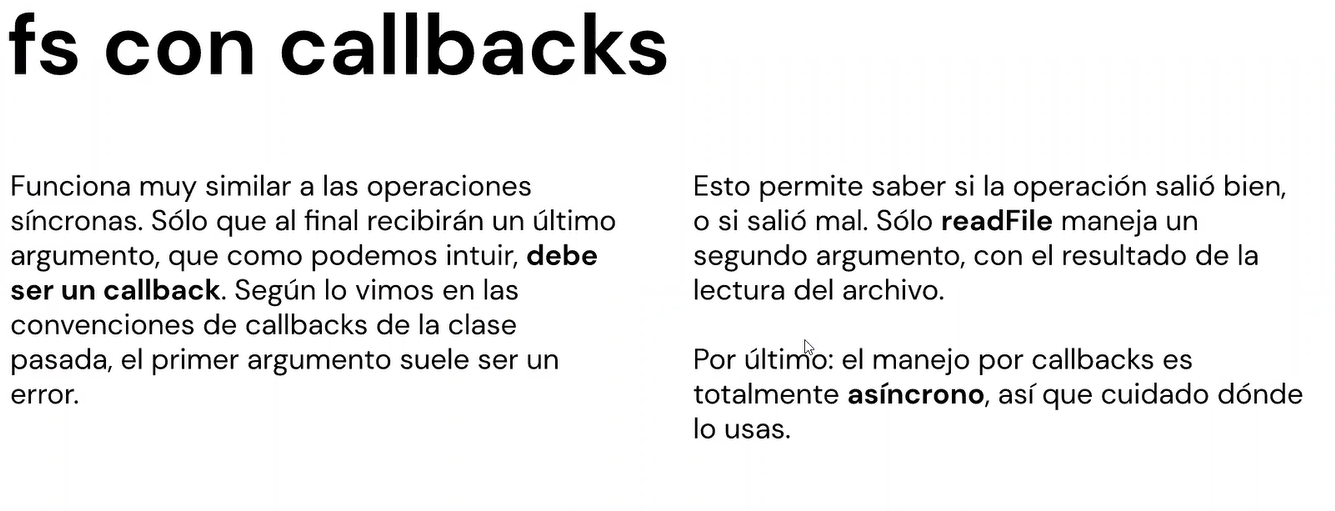 fs con callbacks
Funciona muy similar a las operaciones
síncronas. Sólo que al final recibirán un último
argumento, que como podemos intuir, debe
ser un callback. Según lo vimos en las
convenciones de callbacks de la clase
pasada, el primer argumento suele ser un
error.
Esto permite saber si la operación salió bien,
o si salió mal. Sólo readFile maneja un
segundo argumento, con el resultado de la
lectura del archivo.
Por último: el manejo por callbacks es
totalmente asíncrono, así que cuidado dónde
lo usas.